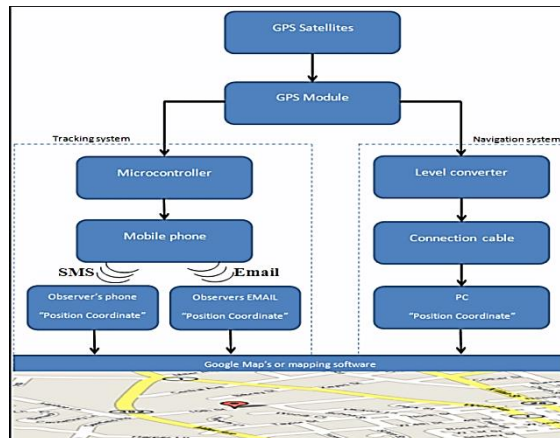 GPS Satellites
GPS Module
Tracking system
Navigation system
Microcontroller
Level converter
Mobile phone
Connection cable
SMS
Email
Observer's phone
"Position Coordinate"
Observers EMAIL
"Position Coordinate"
PC
"Position Coordinate"
Google Map's or mapping software